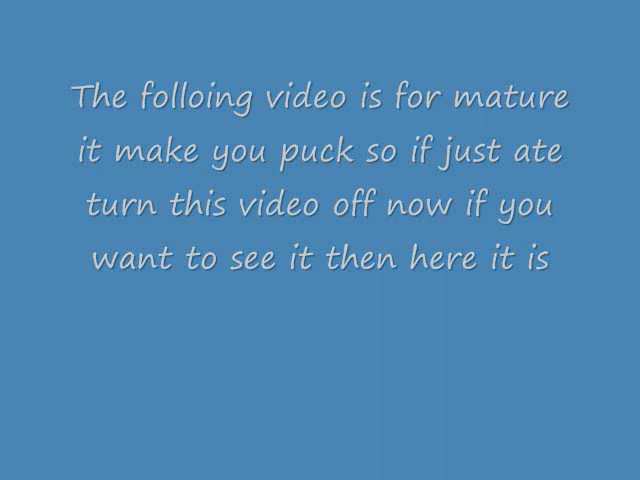 The folloing video is for mature
it make you puck so if just ate
turn this video off now if you
want to see it then here it is